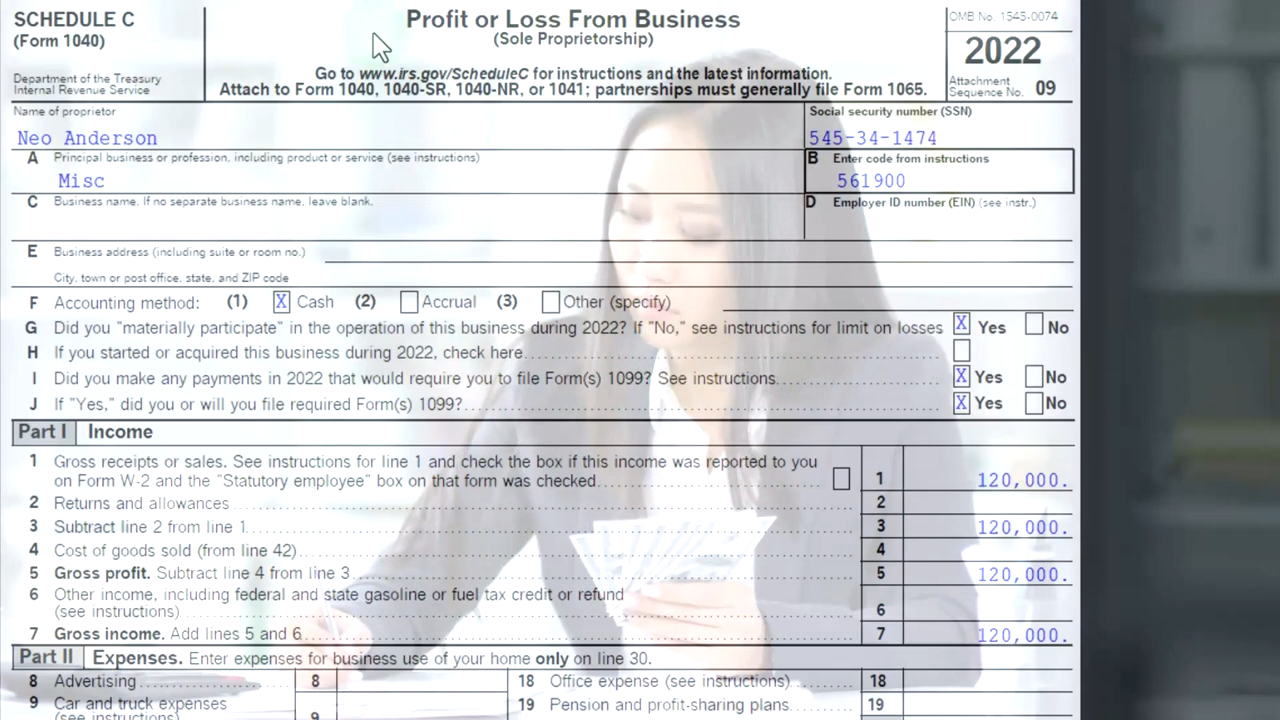 SCHEDULE C
(Form 1040)
Department of the Treasury
Internal Revenue Service
Profit or Loss From Business
(Sole Proprietorship)
Go to www.irs.gov/ScheduleC for instructions and the latest information.
Attach to Form 1040, 1040-SR, 1040-NR, or 1041; partnerships must generally file Form 1065.
OMB No. 1545-0074
2022
Attachment
Sequence No. 09
Name of proprietor
Neo Anderson
Social security number (SSN)
545-34-1474
A Principal business or profession, including product or service (see instructions)
Misc
B Enter code from instructions
561900
C Business name. If no separate business name, leave blank.
D Employer ID number (EIN) (see instr.)
E Business address (including suite or room no.)
City, town or post office, state, and ZIP code
F Accounting method: (1) X Cash (2) Accrual (3) Other (specify)
G Did you "materially participate" in the operation of this business during 2022? If "No," see instructions for limit on losses X Yes No
H If you started or acquired this business during 2022, check here
I Did you make any payments in 2022 that would require you to file Form(s) 1099? See instructions X Yes No
J If "Yes," did you or will you file required Form(s) 1099? X Yes No
Part I Income
1 Gross receipts or sales. See instructions for line 1 and check the box if this income was reported to you
on Form W-2 and the "Statutory employee" box on that form was checked 1 120,000.
2 Returns and allowances 2
3 Subtract line 2 from line 1 3 120,000.
4 Cost of goods sold (from line 42) 4
5 Gross profit. Subtract line 4 from line 3 5 120,000.
6 Other income, including federal and state gasoline or fuel tax credit or refund
(see instructions) 6
7 Gross income. Add lines 5 and 6 7 120,000.
Part II Expenses. Enter expenses for business use of your home only on line 30.
8 Advertising 8
18 Office expense (see instructions) 18
9 Car and truck expenses
(see instructions) 9
19 Pension and profit-sharing plans 19